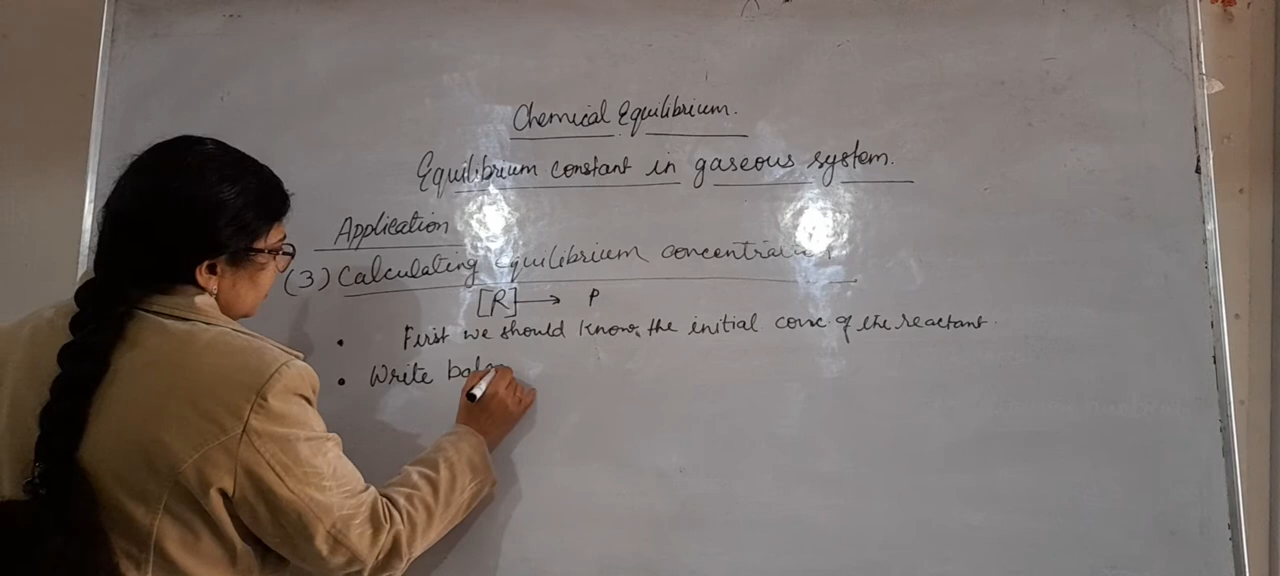 Chemical Equilibrium.
Equilibrium constant in gaseous system.
Application
(3) Calculating equilibrium concentration
[R] → P
• First we should know, the initial conc of the reactant.
• Write balan